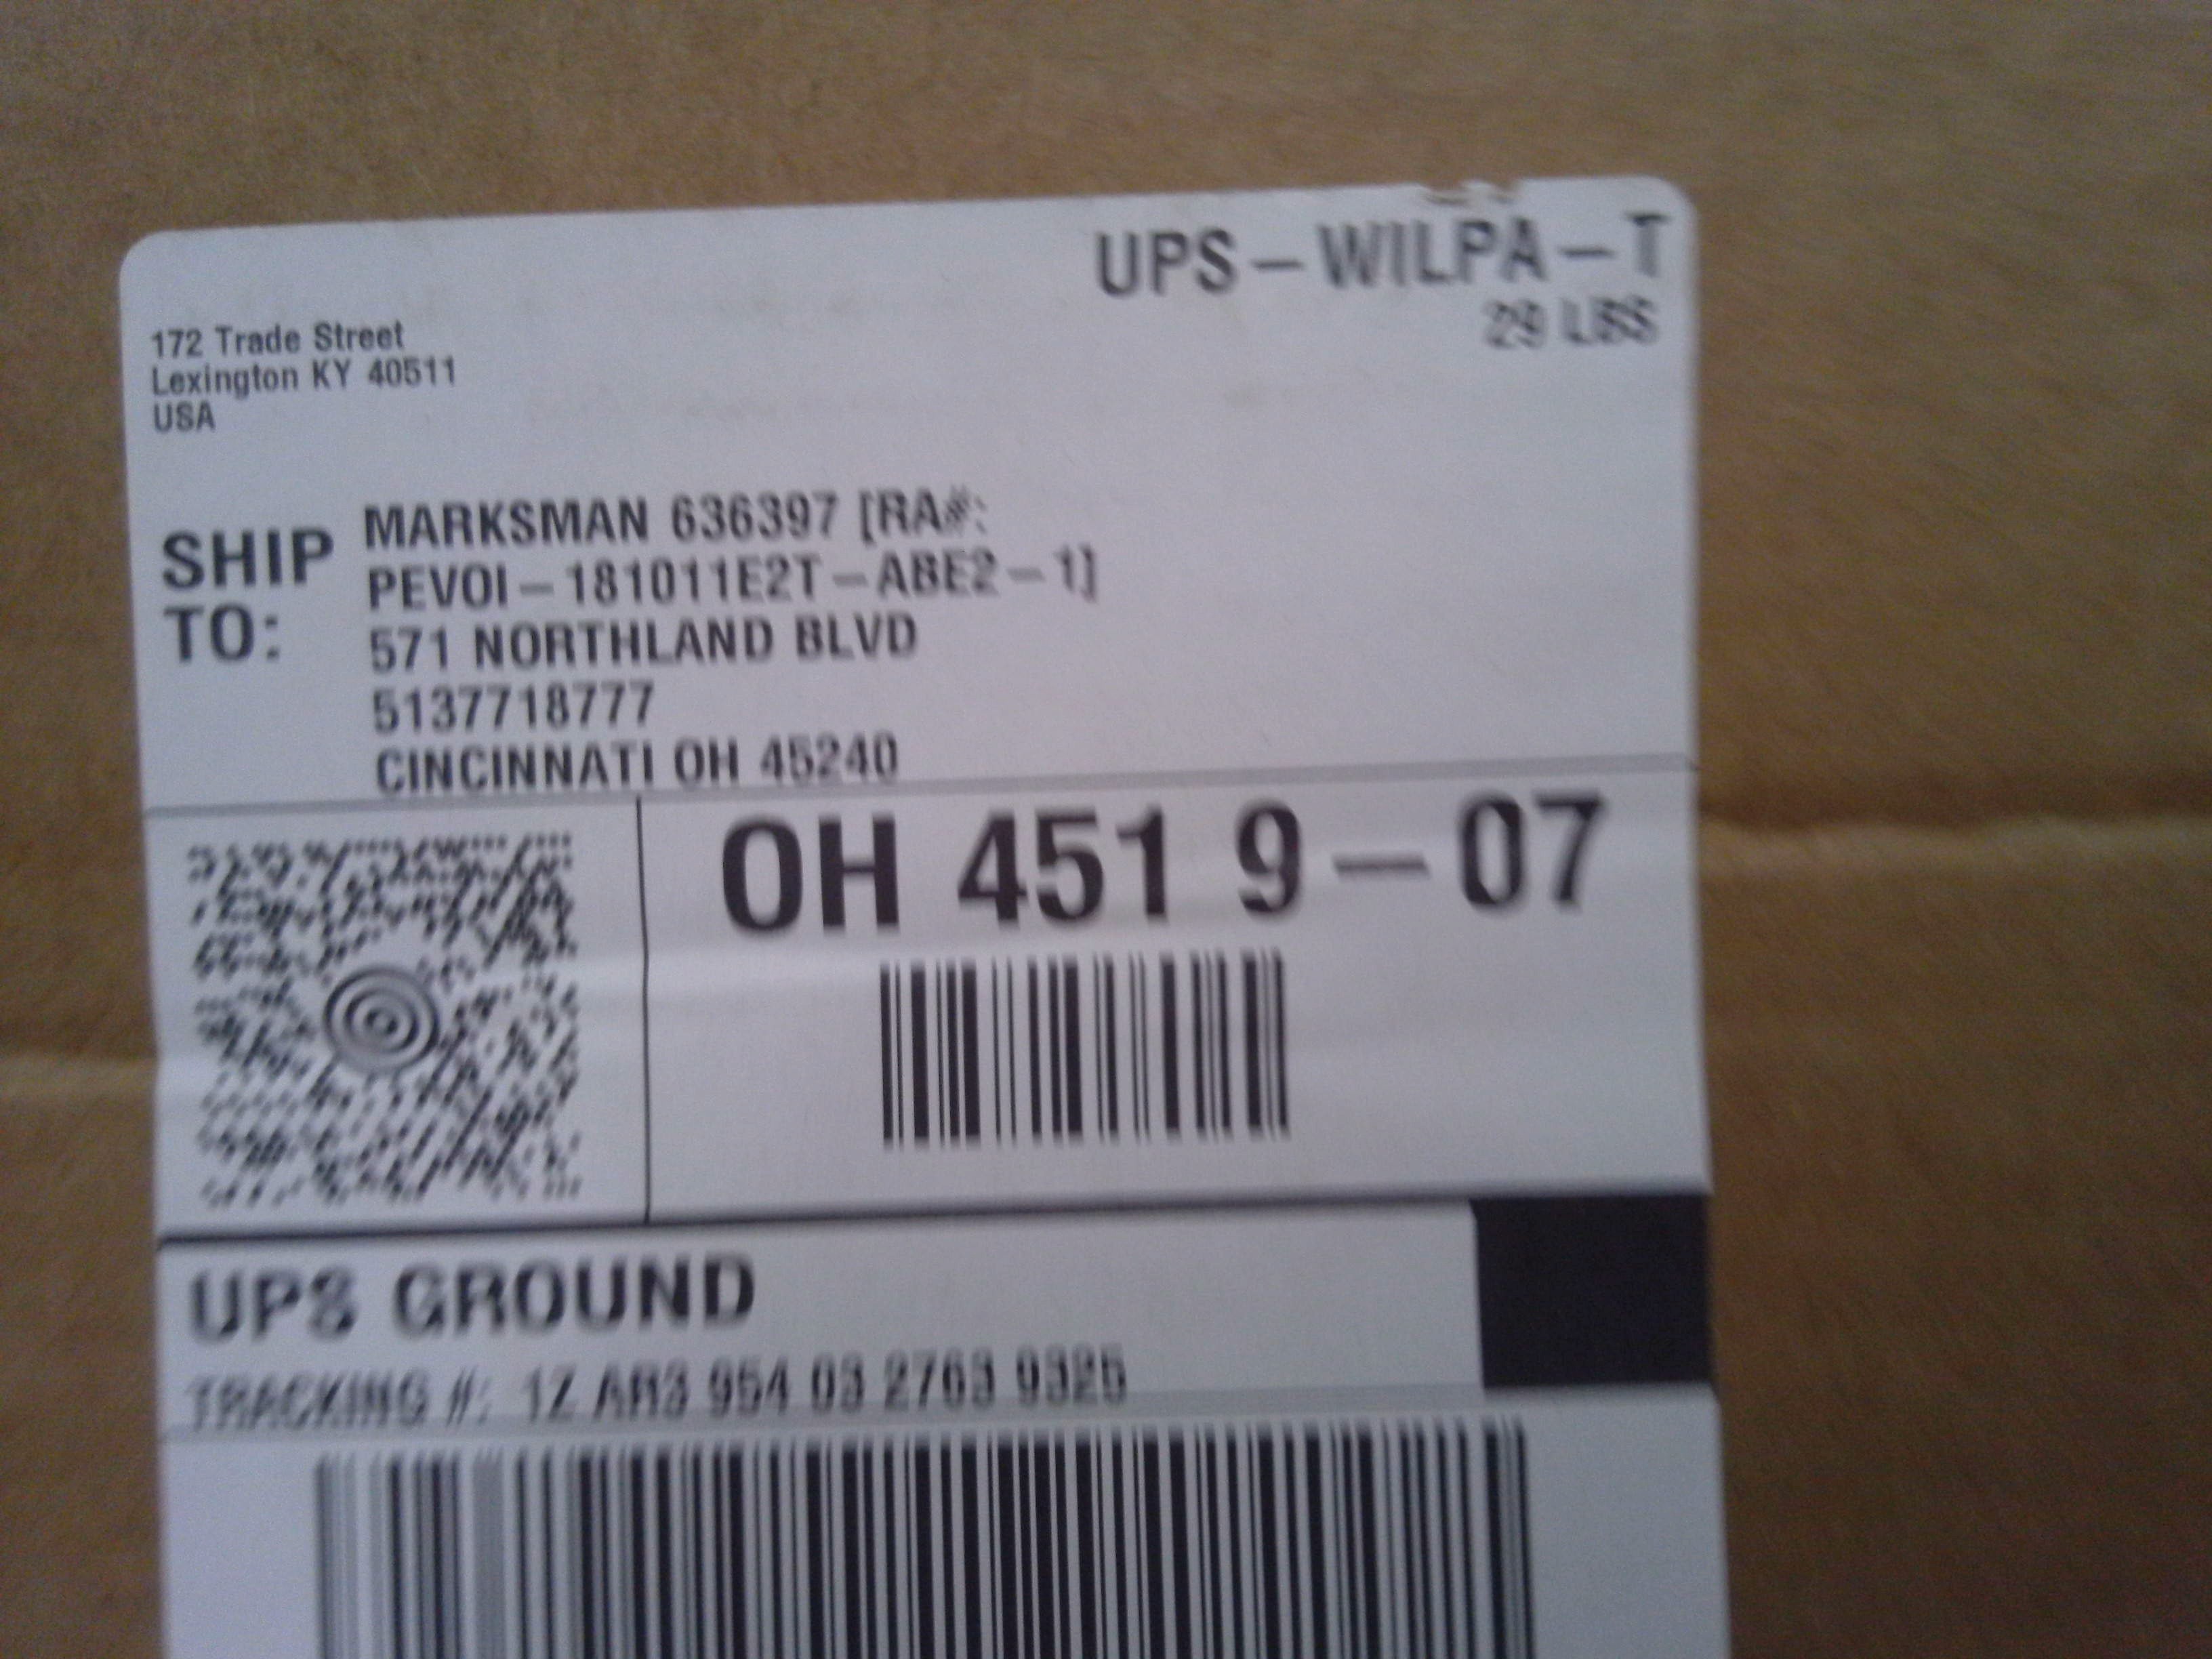 UPS-WILPA-T
29 LBS
172 Trade Street
Lexington KY 40511
USA
SHIP TO:
MARKSMAN 636397 [RA#:
PEVOI-181011E2T-ABE2-1]
571 NORTHLAND BLVD
5137718777
CINCINNATI OH 45240
OH 451 9-07
UPS GROUND
TRACKING #: 1Z AR3 954 03 2763 9325